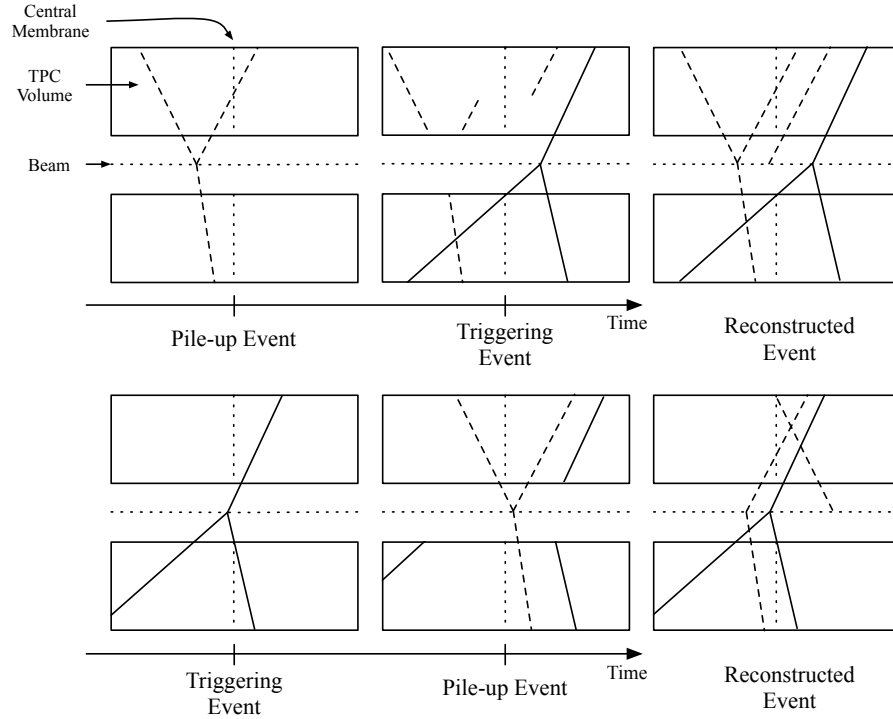 Central
Membrane
TPC
Volume
Beam
Time
Pile-up Event
Triggering
Event
Reconstructed
Event
Time
Triggering
Event
Pile-up Event
Reconstructed
Event